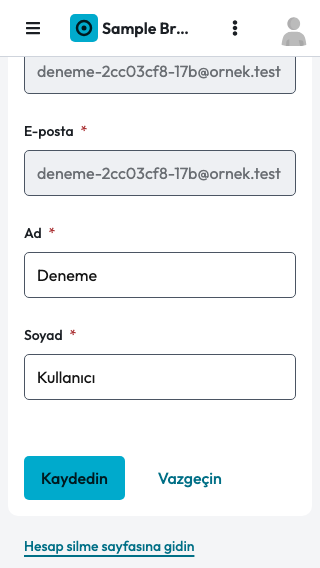 Sample Br...
deneme-2cc03cf8-17b@ornek.test
E-posta *
deneme-2cc03cf8-17b@ornek.test
Ad *
Deneme
Soyad *
Kullanıcı
Kaydedin
Vazgeçin
Hesap silme sayfasına gidin